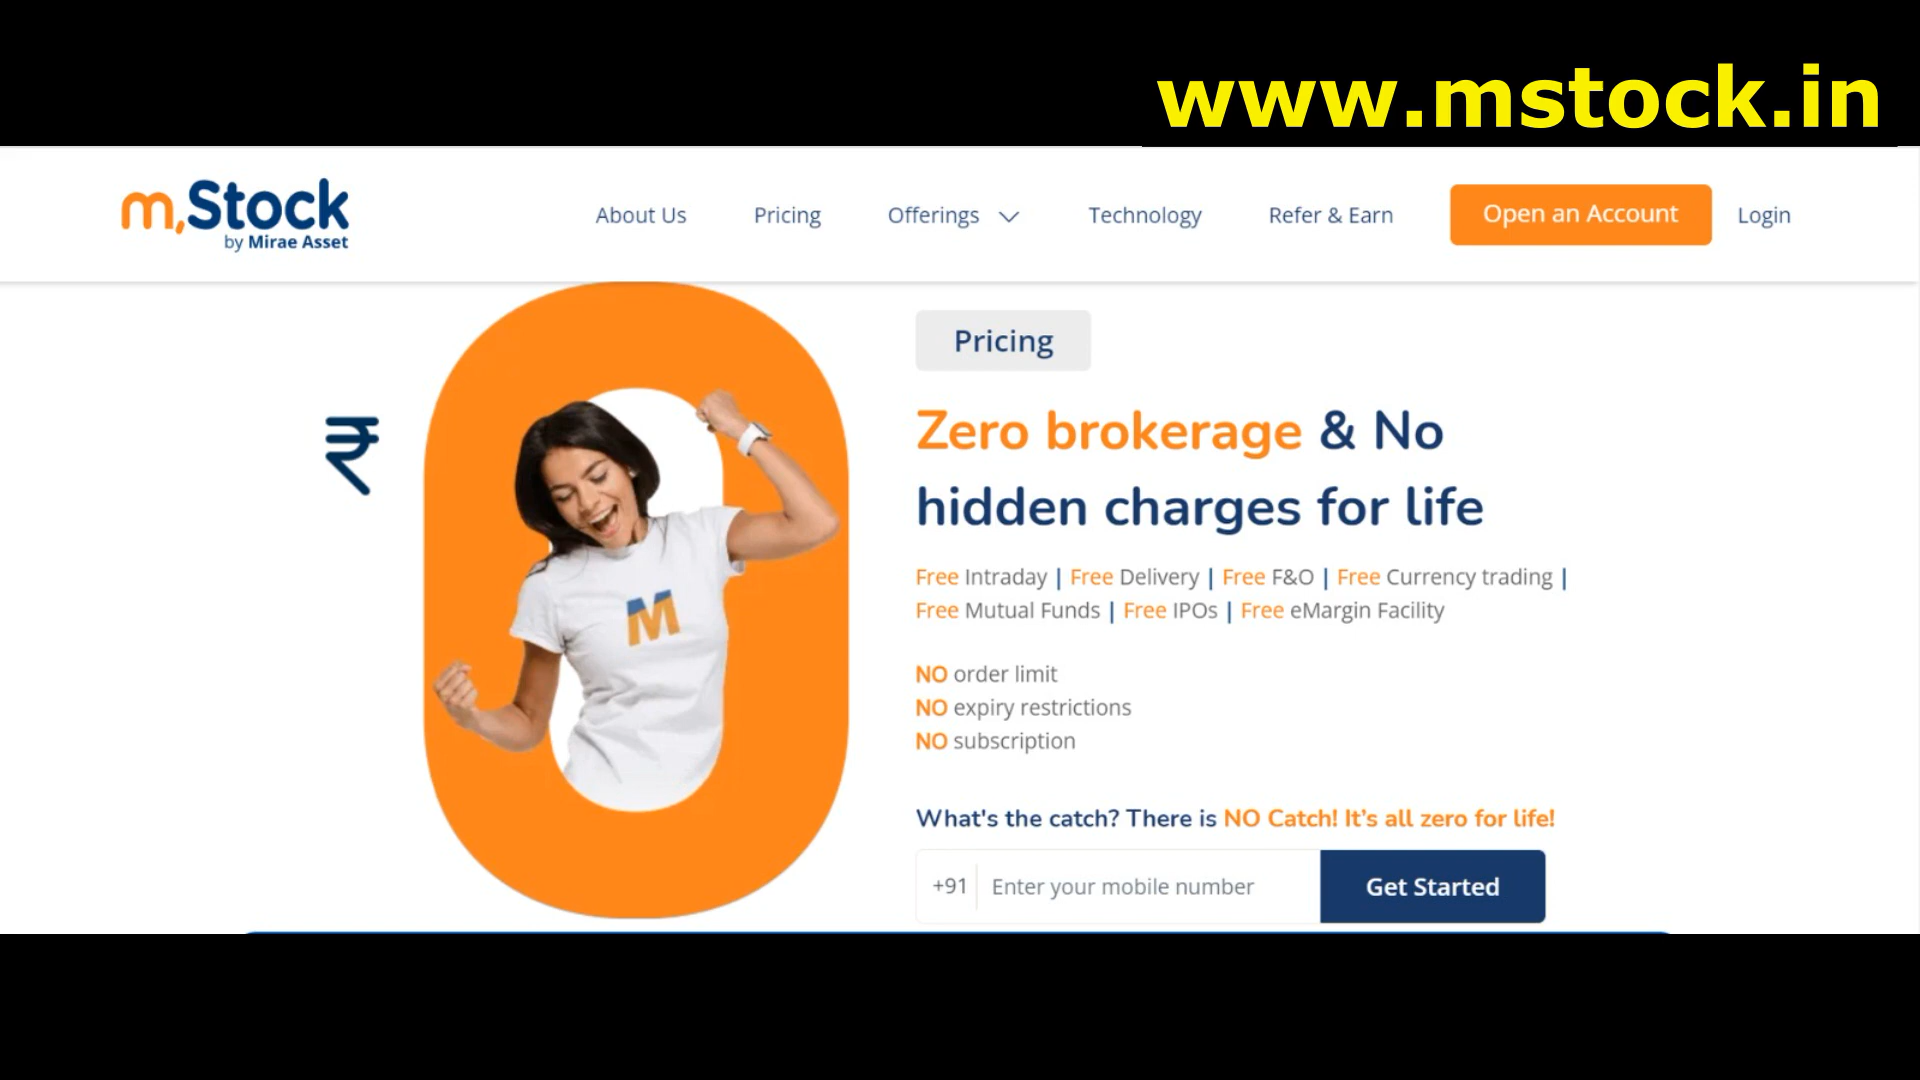 www.mstock.in
m,Stock
by Mirae Asset
About Us Pricing Offerings Technology Refer & Earn Open an Account Login
₹
M
Pricing
Zero brokerage & No
hidden charges for life
Free Intraday | Free Delivery | Free F&O | Free Currency trading |
Free Mutual Funds | Free IPOs | Free eMargin Facility
NO order limit
NO expiry restrictions
NO subscription
What's the catch? There is NO Catch! It's all zero for life!
+91 Enter your mobile number Get Started